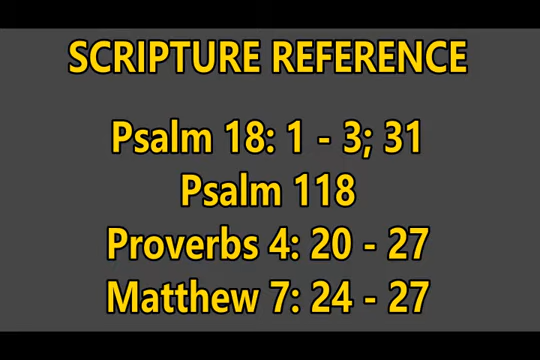 SCRIPTURE REFERENCE
Psalm 18: 1 - 3; 31
Psalm 118
Proverbs 4: 20 - 27
Matthew 7: 24 - 27